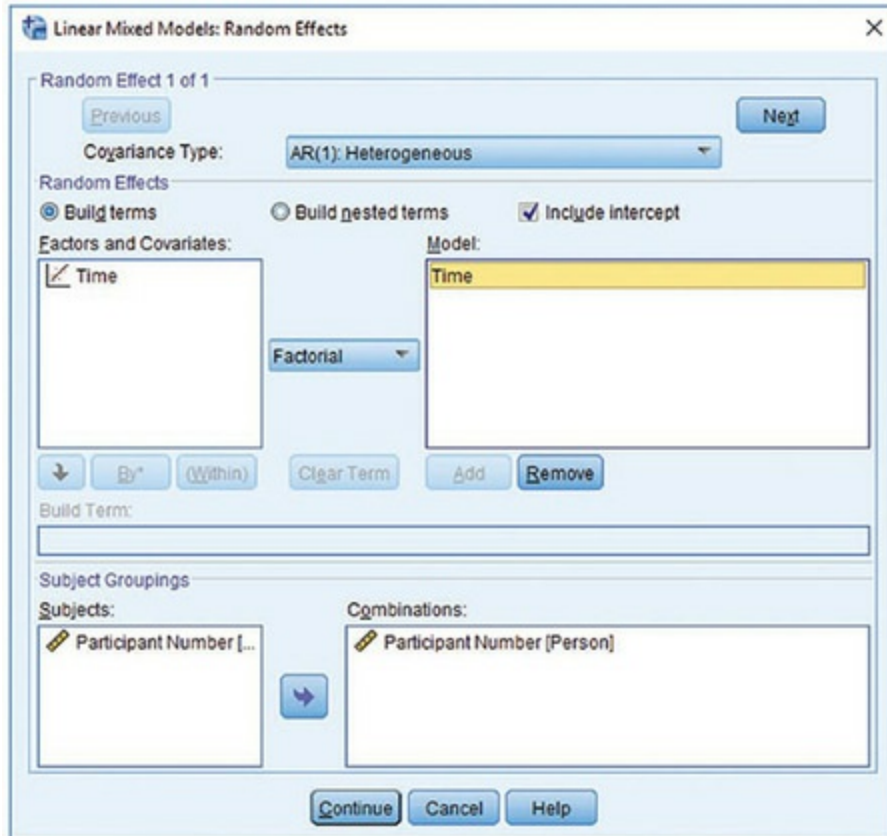 Linear Mixed Models: Random Effects
Random Effect 1 of 1
Previous
Next
Covariance Type:
AR(1): Heterogeneous
Random Effects
Build terms
Build nested terms
Include intercept
Factors and Covariates:
Model:
Time
Time
Factorial
By*
(Within)
Clear Term
Add
Remove
Build Term:
Subject Groupings
Subjects:
Combinations:
Participant Number [...
Participant Number [Person]
Continue
Cancel
Help